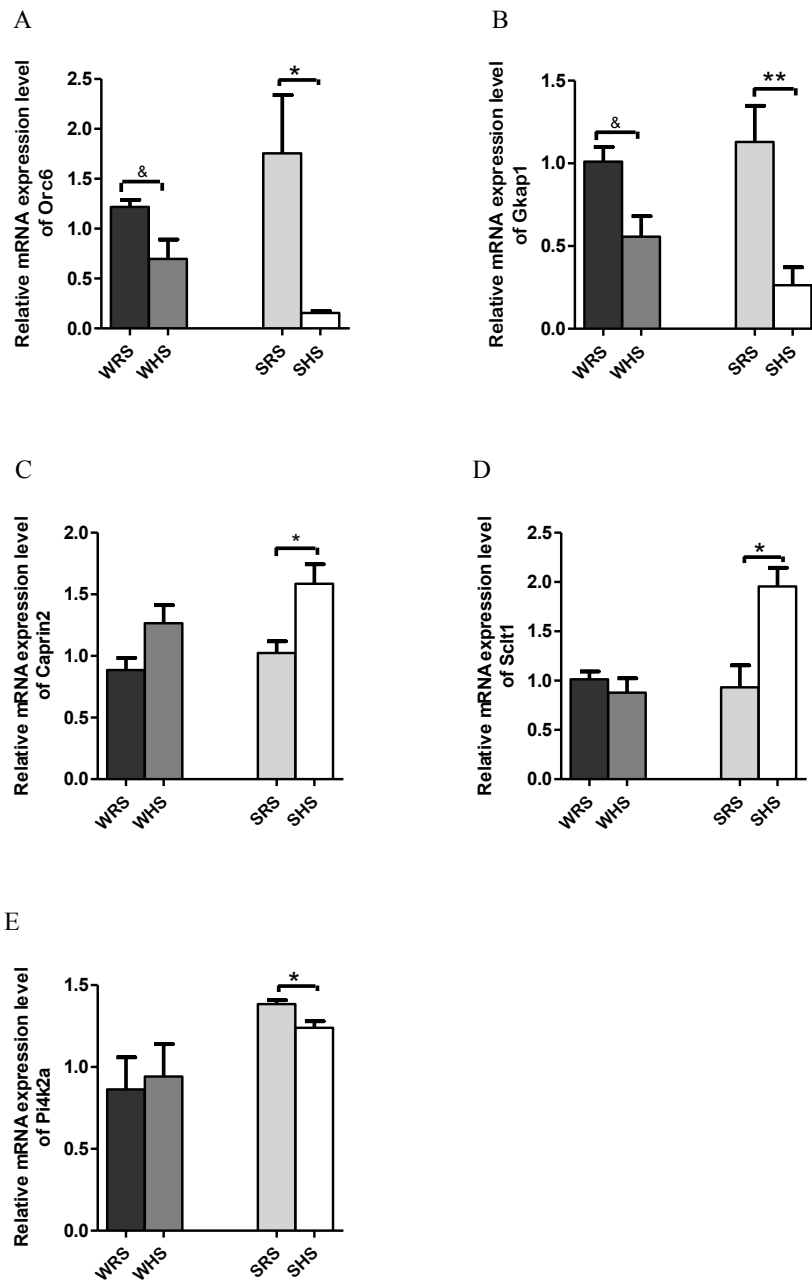 A
Relative mRNA expression level
of Orc6
2.5
2.0
1.5
1.0
0.5
0.0
&
*
WRS
WHS
SRS
SHS
B
Relative mRNA expression level
of Gkap1
1.5
1.0
0.5
0.0
&
**
WRS
WHS
SRS
SHS
C
Relative mRNA expression level
of Caprin2
2.0
1.5
1.0
0.5
0.0
*
WRS
WHS
SRS
SHS
D
Relative mRNA expression level
of Sclt1
2.5
2.0
1.5
1.0
0.5
0.0
*
WRS
WHS
SRS
SHS
E
Relative mRNA expression level
of Pi4k2a
1.5
1.0
0.5
0.0
*
WRS
WHS
SRS
SHS